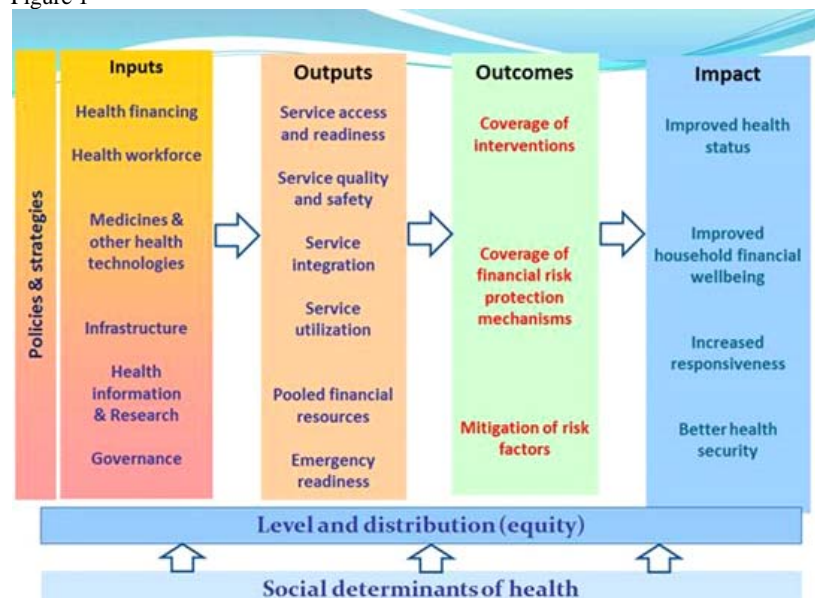 Figure 1
Policies & strategies
Inputs
Health financing
Health workforce
Medicines &
other health
technologies
Infrastructure
Health
information
& Research
Governance
Outputs
Service access
and readiness
Service quality
and safety
Service
integration
Service
utilization
Pooled financial
resources
Emergency
readiness
Outcomes
Coverage of
interventions
Coverage of
financial risk
protection
mechanisms
Mitigation of risk
factors
Impact
Improved health
status
Improved
household financial
wellbeing
Increased
responsiveness
Better health
security
Level and distribution (equity)
Social determinants of health